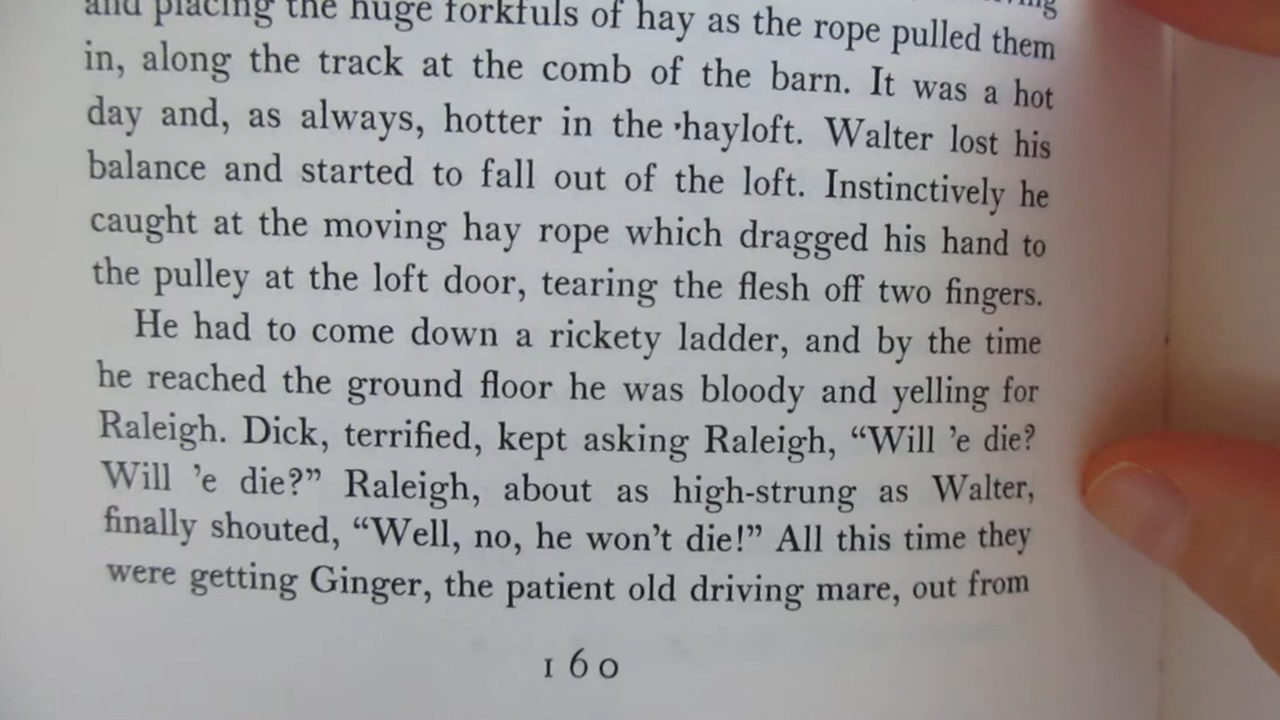 and placing the huge forkfuls of hay as the rope pulled them
in, along the track at the comb of the barn. It was a hot
day and, as always, hotter in the hayloft. Walter lost his
balance and started to fall out of the loft. Instinctively he
caught at the moving hay rope which dragged his hand to
the pulley at the loft door, tearing the flesh off two fingers.
He had to come down a rickety ladder, and by the time
he reached the ground floor he was bloody and yelling for
Raleigh. Dick, terrified, kept asking Raleigh, “Will ’e die?
Will ’e die?” Raleigh, about as high-strung as Walter,
finally shouted, “Well, no, he won’t die!” All this time they
were getting Ginger, the patient old driving mare, out from
160